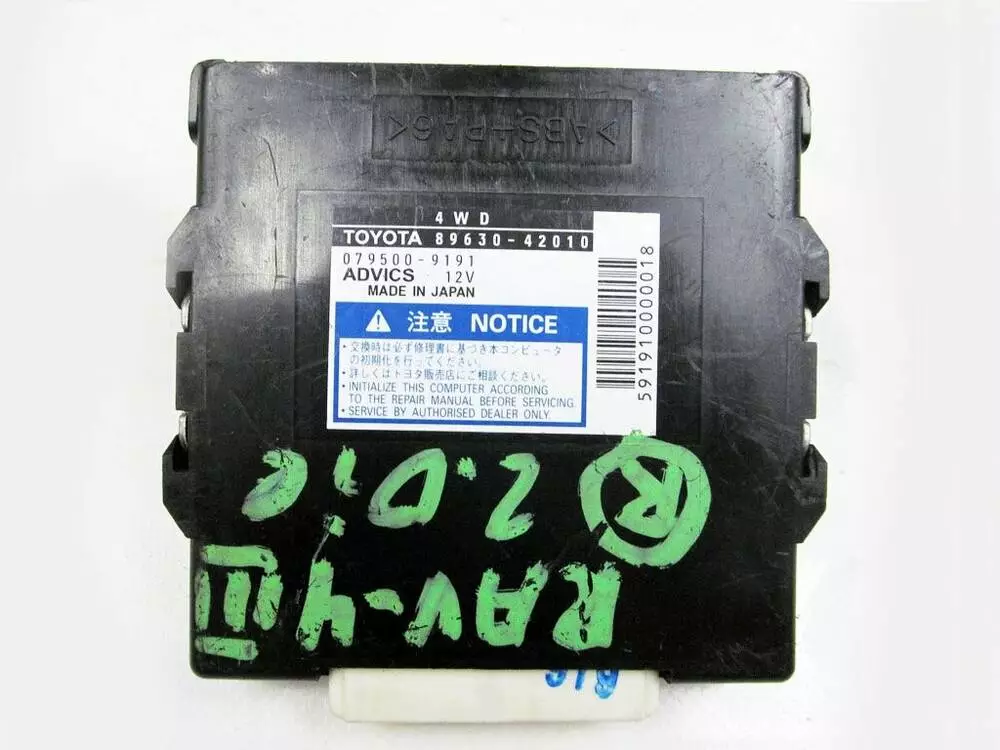 >ABS+PA6<
4WD
TOYOTA 89630-42010
079500-9191
ADVICS 12V
MADE IN JAPAN
注意 NOTICE
・交換時は必ず修理書に基づき本コンピュータ
の初期化を行ってください。
・詳しくはトヨタ販売店にご相談ください。
・INITIALIZE THIS COMPUTER ACCORDING
TO THE REPAIR MANUAL BEFORE SERVICING.
・SERVICE BY AUTHORISED DEALER ONLY.
59191000000018
RAV-4 III
R 2.0i